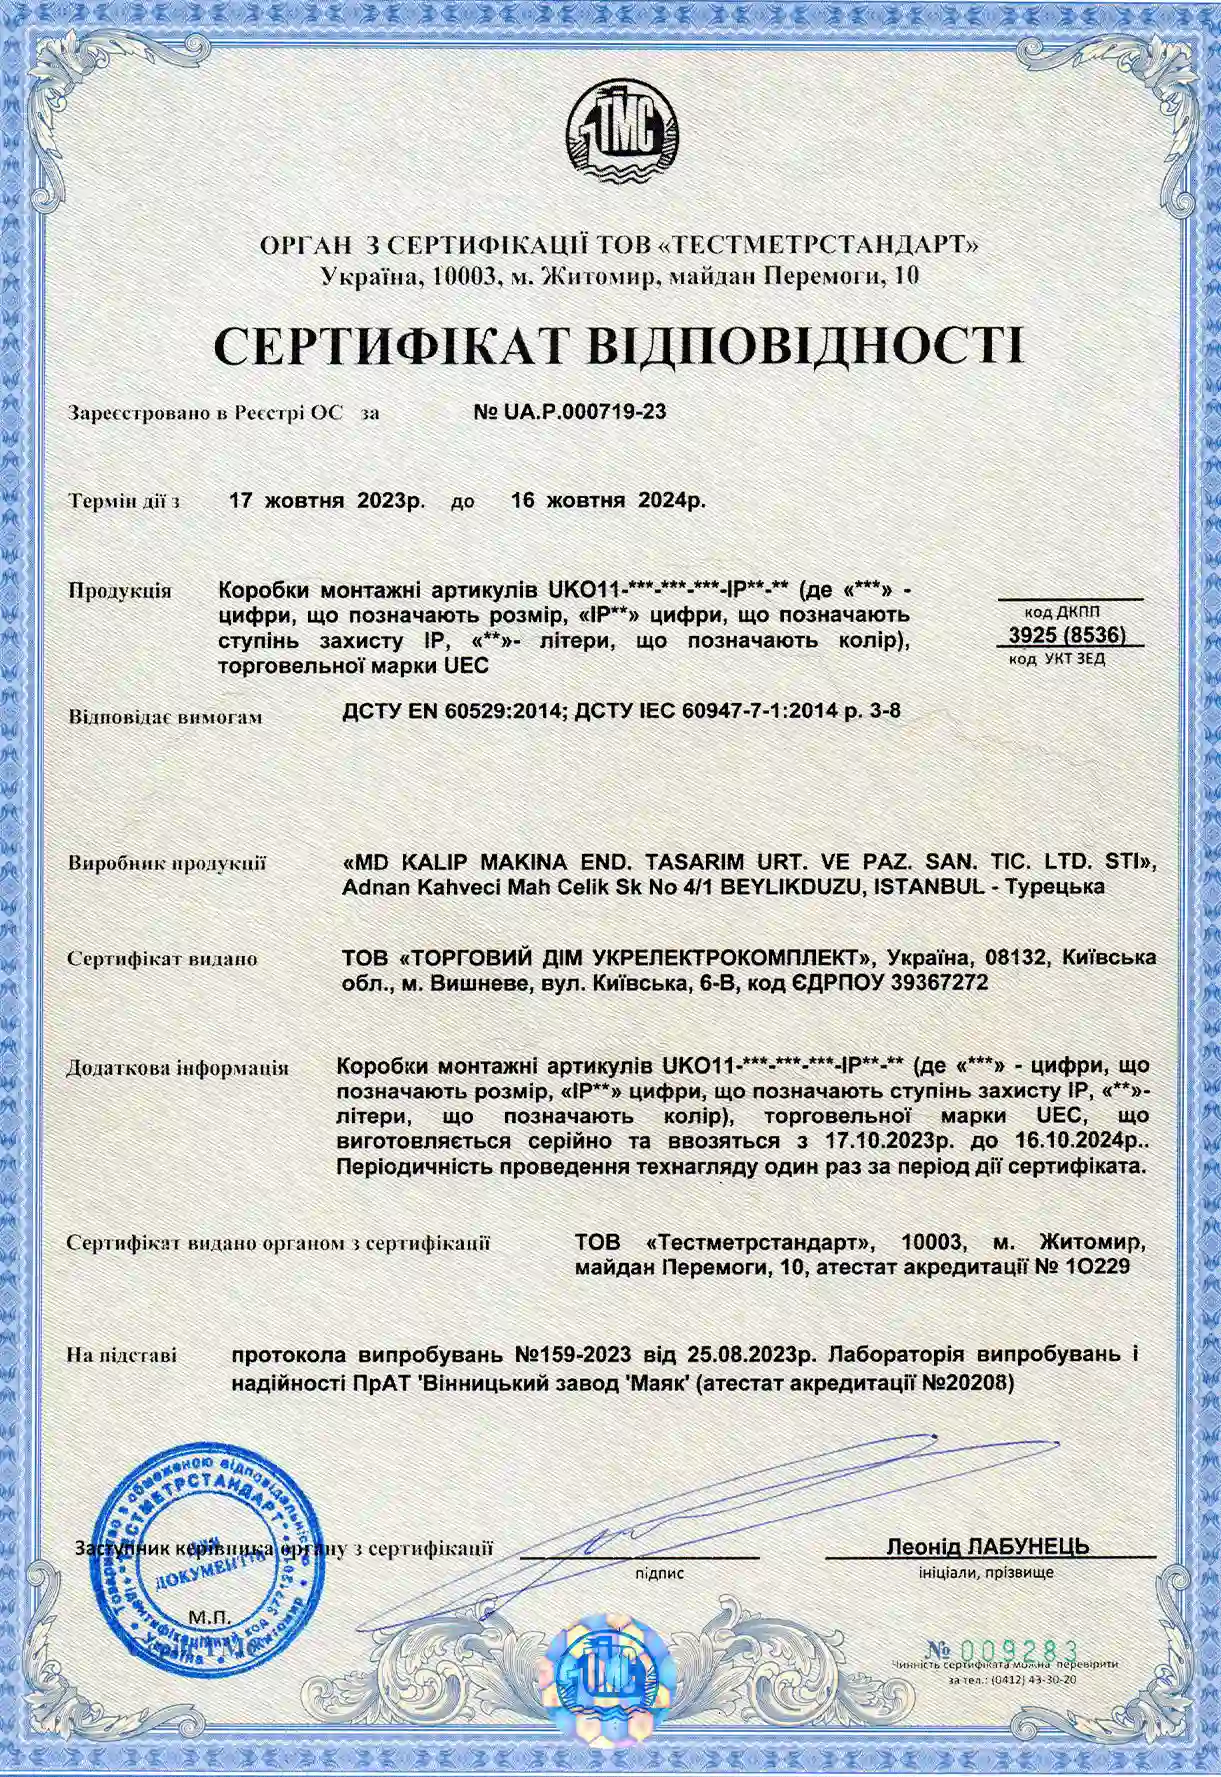 ТМС
ОРГАН З СЕРТИФІКАЦІЇ ТОВ «ТЕСТМЕТРСТАНДАРТ»
Україна, 10003, м. Житомир, майдан Перемоги, 10
СЕРТИФІКАТ ВІДПОВІДНОСТІ
Зареєстровано в Реєстрі ОС за № UA.P.000719-23
Термін дії з 17 жовтня 2023р. до 16 жовтня 2024р.
Продукція Коробки монтажні артикулів UKO11-***-***-***-IP**-** (де «***» -
цифри, що позначають розмір, «IP**» цифри, що позначають
ступінь захисту IP, «**»- літери, що позначають колір),
торговельної марки UEC
код ДКПП
3925 (8536)
код УКТ ЗЕД
Відповідає вимогам ДСТУ EN 60529:2014; ДСТУ IEC 60947-7-1:2014 р. 3-8
Виробник продукції «MD KALIP MAKINA END. TASARIM URT. VE PAZ. SAN. TIC. LTD. STI»,
Adnan Kahveci Mah Celik Sk No 4/1 BEYLIKDUZU, ISTANBUL - Турецька
Сертифікат видано ТОВ «ТОРГОВИЙ ДІМ УКРЕЛЕКТРОКОМПЛЕКТ», Україна, 08132, Київська
обл., м. Вишневе, вул. Київська, 6-В, код ЄДРПОУ 39367272
Додаткова інформація Коробки монтажні артикулів UKO11-***-***-***-IP**-** (де «***» - цифри, що
позначають розмір, «IP**» цифри, що позначають ступінь захисту IP, «**»-
літери, що позначають колір), торговельної марки UEC, що
виготовляється серійно та ввозяться з 17.10.2023р. до 16.10.2024р..
Періодичність проведення технагляду один раз за період дії сертифіката.
Сертифікат видано органом з сертифікації ТОВ «Тестметрстандарт», 10003, м. Житомир,
майдан Перемоги, 10, атестат акредитації № 1О229
На підставі протокола випробувань №159-2023 від 25.08.2023р. Лабораторія випробувань і
надійності ПрАТ 'Вінницький завод 'Маяк' (атестат акредитації №20208)
Заступник керівника органу з сертифікації
підпис
Леонід ЛАБУНЕЦЬ
ініціали, прізвище
М.П.
Товариство з обмеженою відповідальністю
ТЕСТМЕТРСТАНДАРТ
ДОКУМЕНТІВ
Україна
ТМС
№ 009283
Чинність сертифіката можна перевірити
за тел.: (0412) 43-30-20